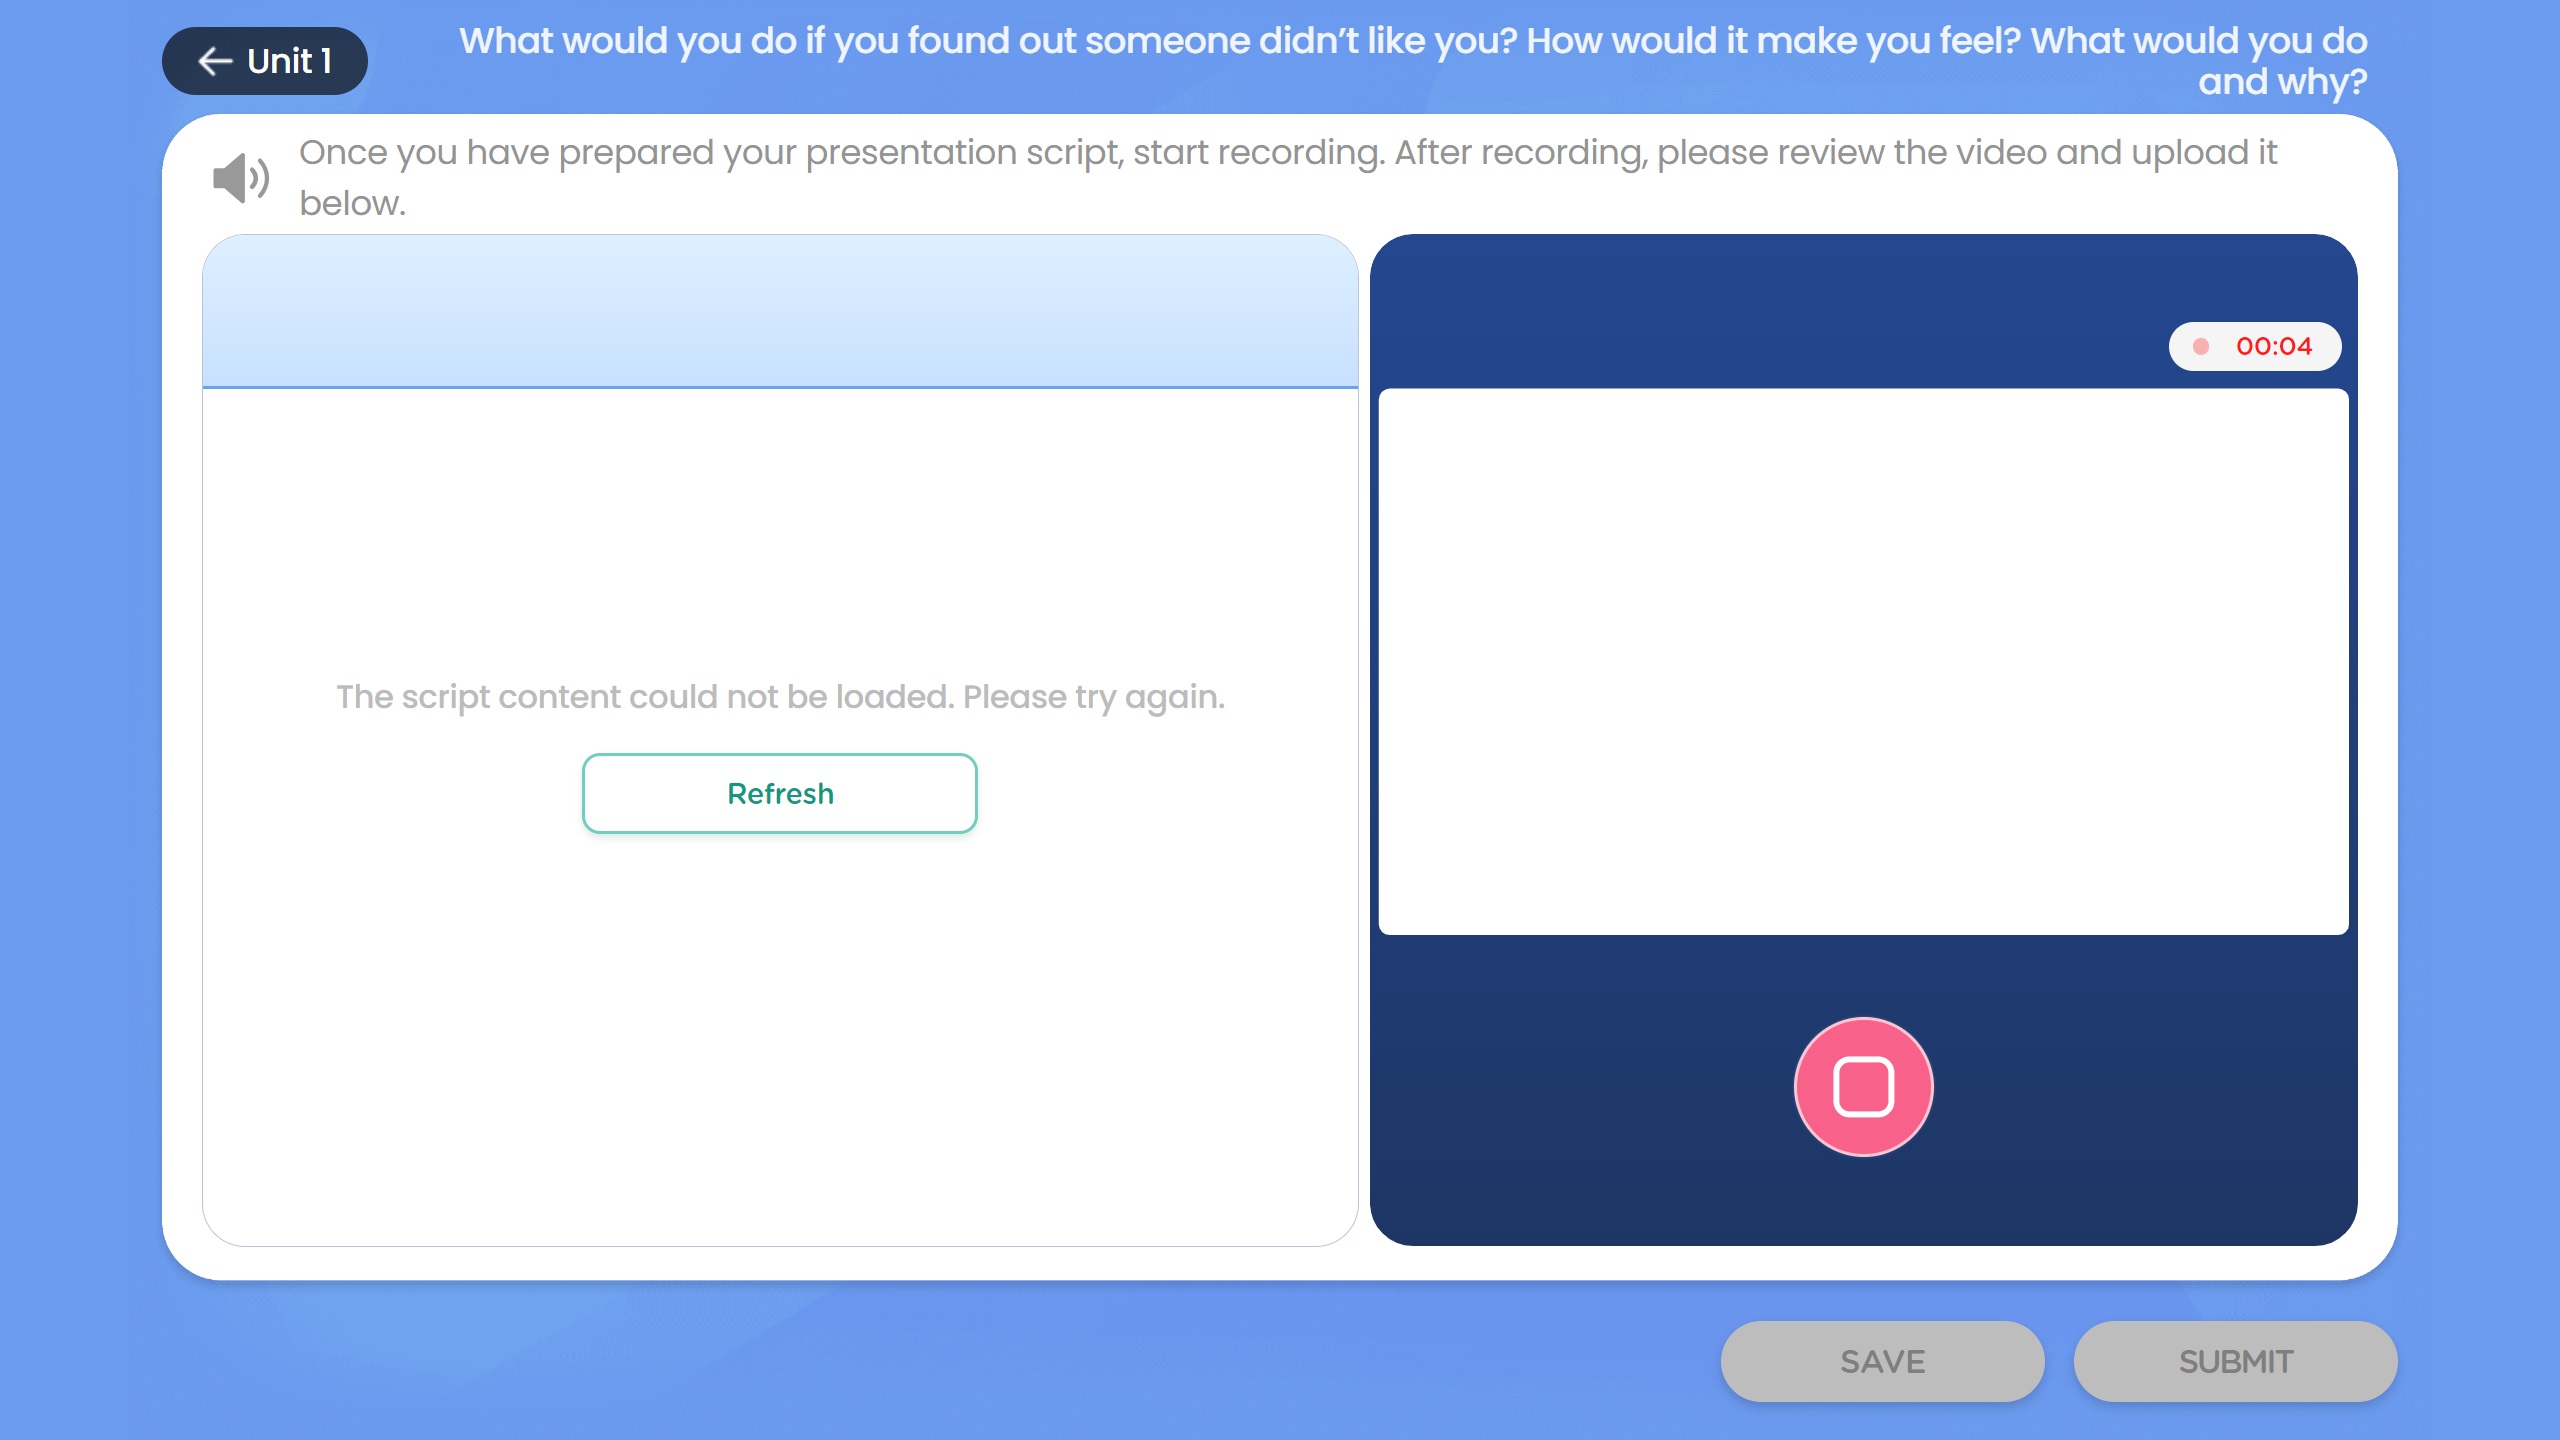 Unit 1
What would you do if you found out someone didn’t like you? How would it make you feel? What would you do
and why?
Once you have prepared your presentation script, start recording. After recording, please review the video and upload it
below.
00:04
The script content could not be loaded. Please try again.
Refresh
SAVE
SUBMIT